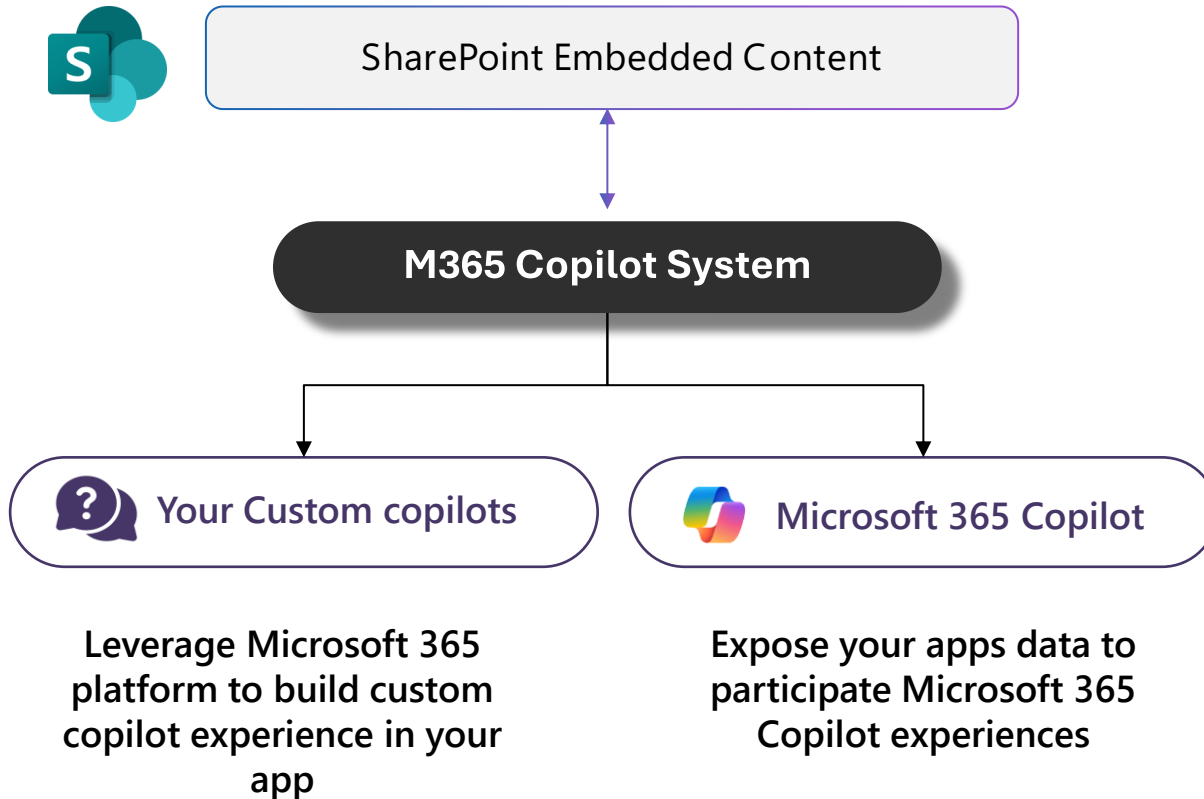 S
SharePoint Embedded Content
M365 Copilot System
? Your Custom copilots
Microsoft 365 Copilot
Leverage Microsoft 365
platform to build custom
copilot experience in your
app
Expose your apps data to
participate Microsoft 365
Copilot experiences